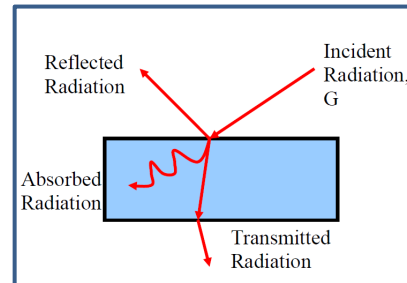 Reflected
Radiation
Incident
Radiation,
G
Absorbed
Radiation
Transmitted
Radiation